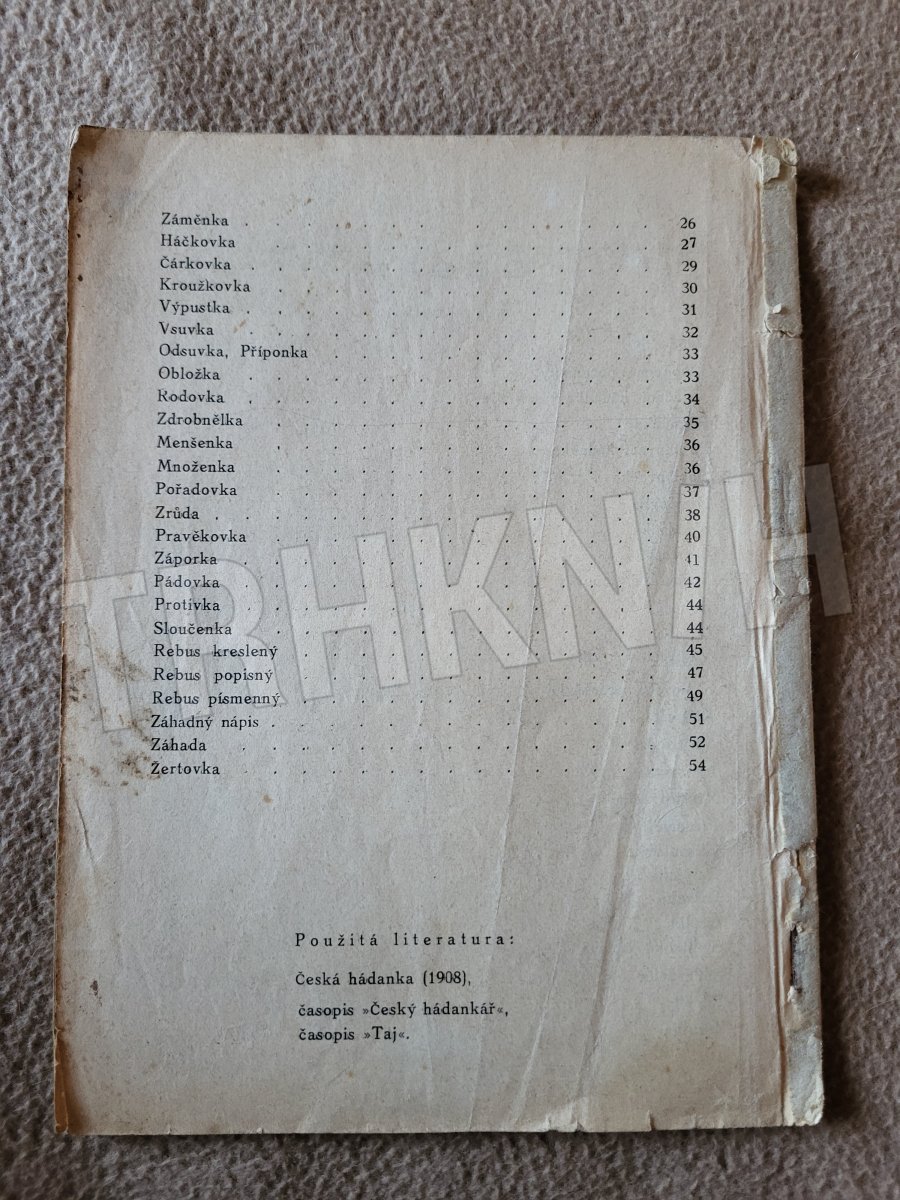 Záměnka . . . . . . . . . . . . . . 26
Háčkovka . . . . . . . . . . . . . . 27
Čárkovka . . . . . . . . . . . . . . 29
Kroužkovka . . . . . . . . . . . . . . 30
Výpustka . . . . . . . . . . . . . . 31
Vsuvka . . . . . . . . . . . . . . 32
Odsuvka, Příponka . . . . . . . . . . . . 33
Obložka . . . . . . . . . . . . . . 33
Rodovka . . . . . . . . . . . . . . 34
Zdrobnělka . . . . . . . . . . . . . . 35
Menšenka . . . . . . . . . . . . . . 36
Množenka . . . . . . . . . . . . . . 36
Pořadovka . . . . . . . . . . . . . . 37
Zrůda . . . . . . . . . . . . . . . . 38
Pravěkovka . . . . . . . . . . . . . . 40
Záporka . . . . . . . . . . . . . . . 41
Pádovka . . . . . . . . . . . . . . . 42
Protivka . . . . . . . . . . . . . . . 44
Sloučenka . . . . . . . . . . . . . . 44
Rebus kreslený . . . . . . . . . . . . . 45
Rebus popisný . . . . . . . . . . . . . 47
Rebus písmenný . . . . . . . . . . . . . 49
Záhadný nápis . . . . . . . . . . . . . . 51
Záhada . . . . . . . . . . . . . . . 52
Žertovka . . . . . . . . . . . . . . . 54
TRHKNIH
Použitá literatura:
Česká hádanka (1908),
časopis »Český hádankář«,
časopis »Taj«.